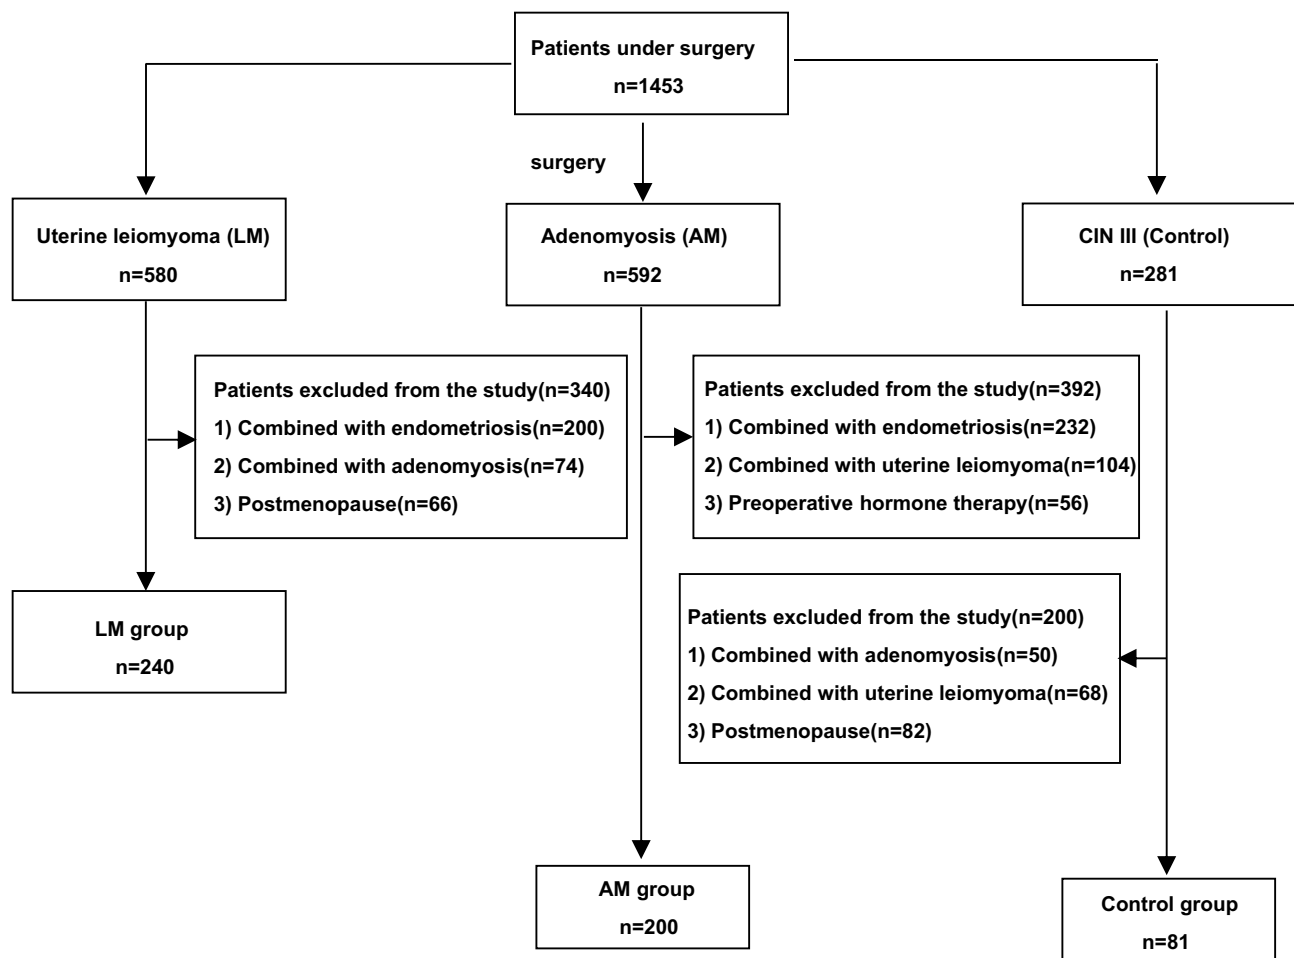 Patients under surgery
n=1453
surgery
Uterine leiomyoma (LM)
n=580
Adenomyosis (AM)
n=592
CIN III (Control)
n=281
Patients excluded from the study(n=340)
1) Combined with endometriosis(n=200)
2) Combined with adenomyosis(n=74)
3) Postmenopause(n=66)
Patients excluded from the study(n=392)
1) Combined with endometriosis(n=232)
2) Combined with uterine leiomyoma(n=104)
3) Preoperative hormone therapy(n=56)
Patients excluded from the study(n=200)
1) Combined with adenomyosis(n=50)
2) Combined with uterine leiomyoma(n=68)
3) Postmenopause(n=82)
LM group
n=240
AM group
n=200
Control group
n=81